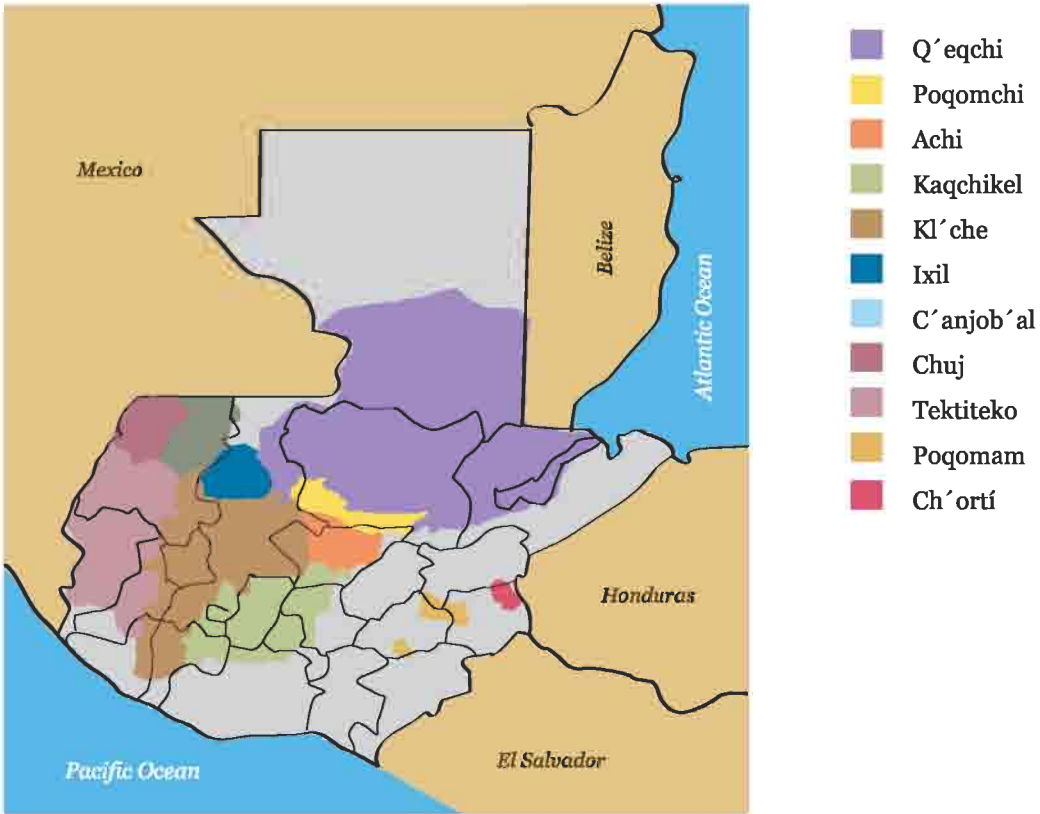 Mexico
Belize
Atlantic Ocean
Honduras
El Salvador
Pacific Ocean
Q´eqchi
Poqomchi
Achi
Kaqchikel
Kl´che
Ixil
C´anjob´al
Chuj
Tektiteko
Poqomam
Ch´ortí